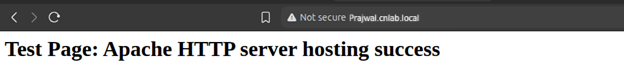 Not secure Prajwal.cnlab.local
Test Page: Apache HTTP server hosting success